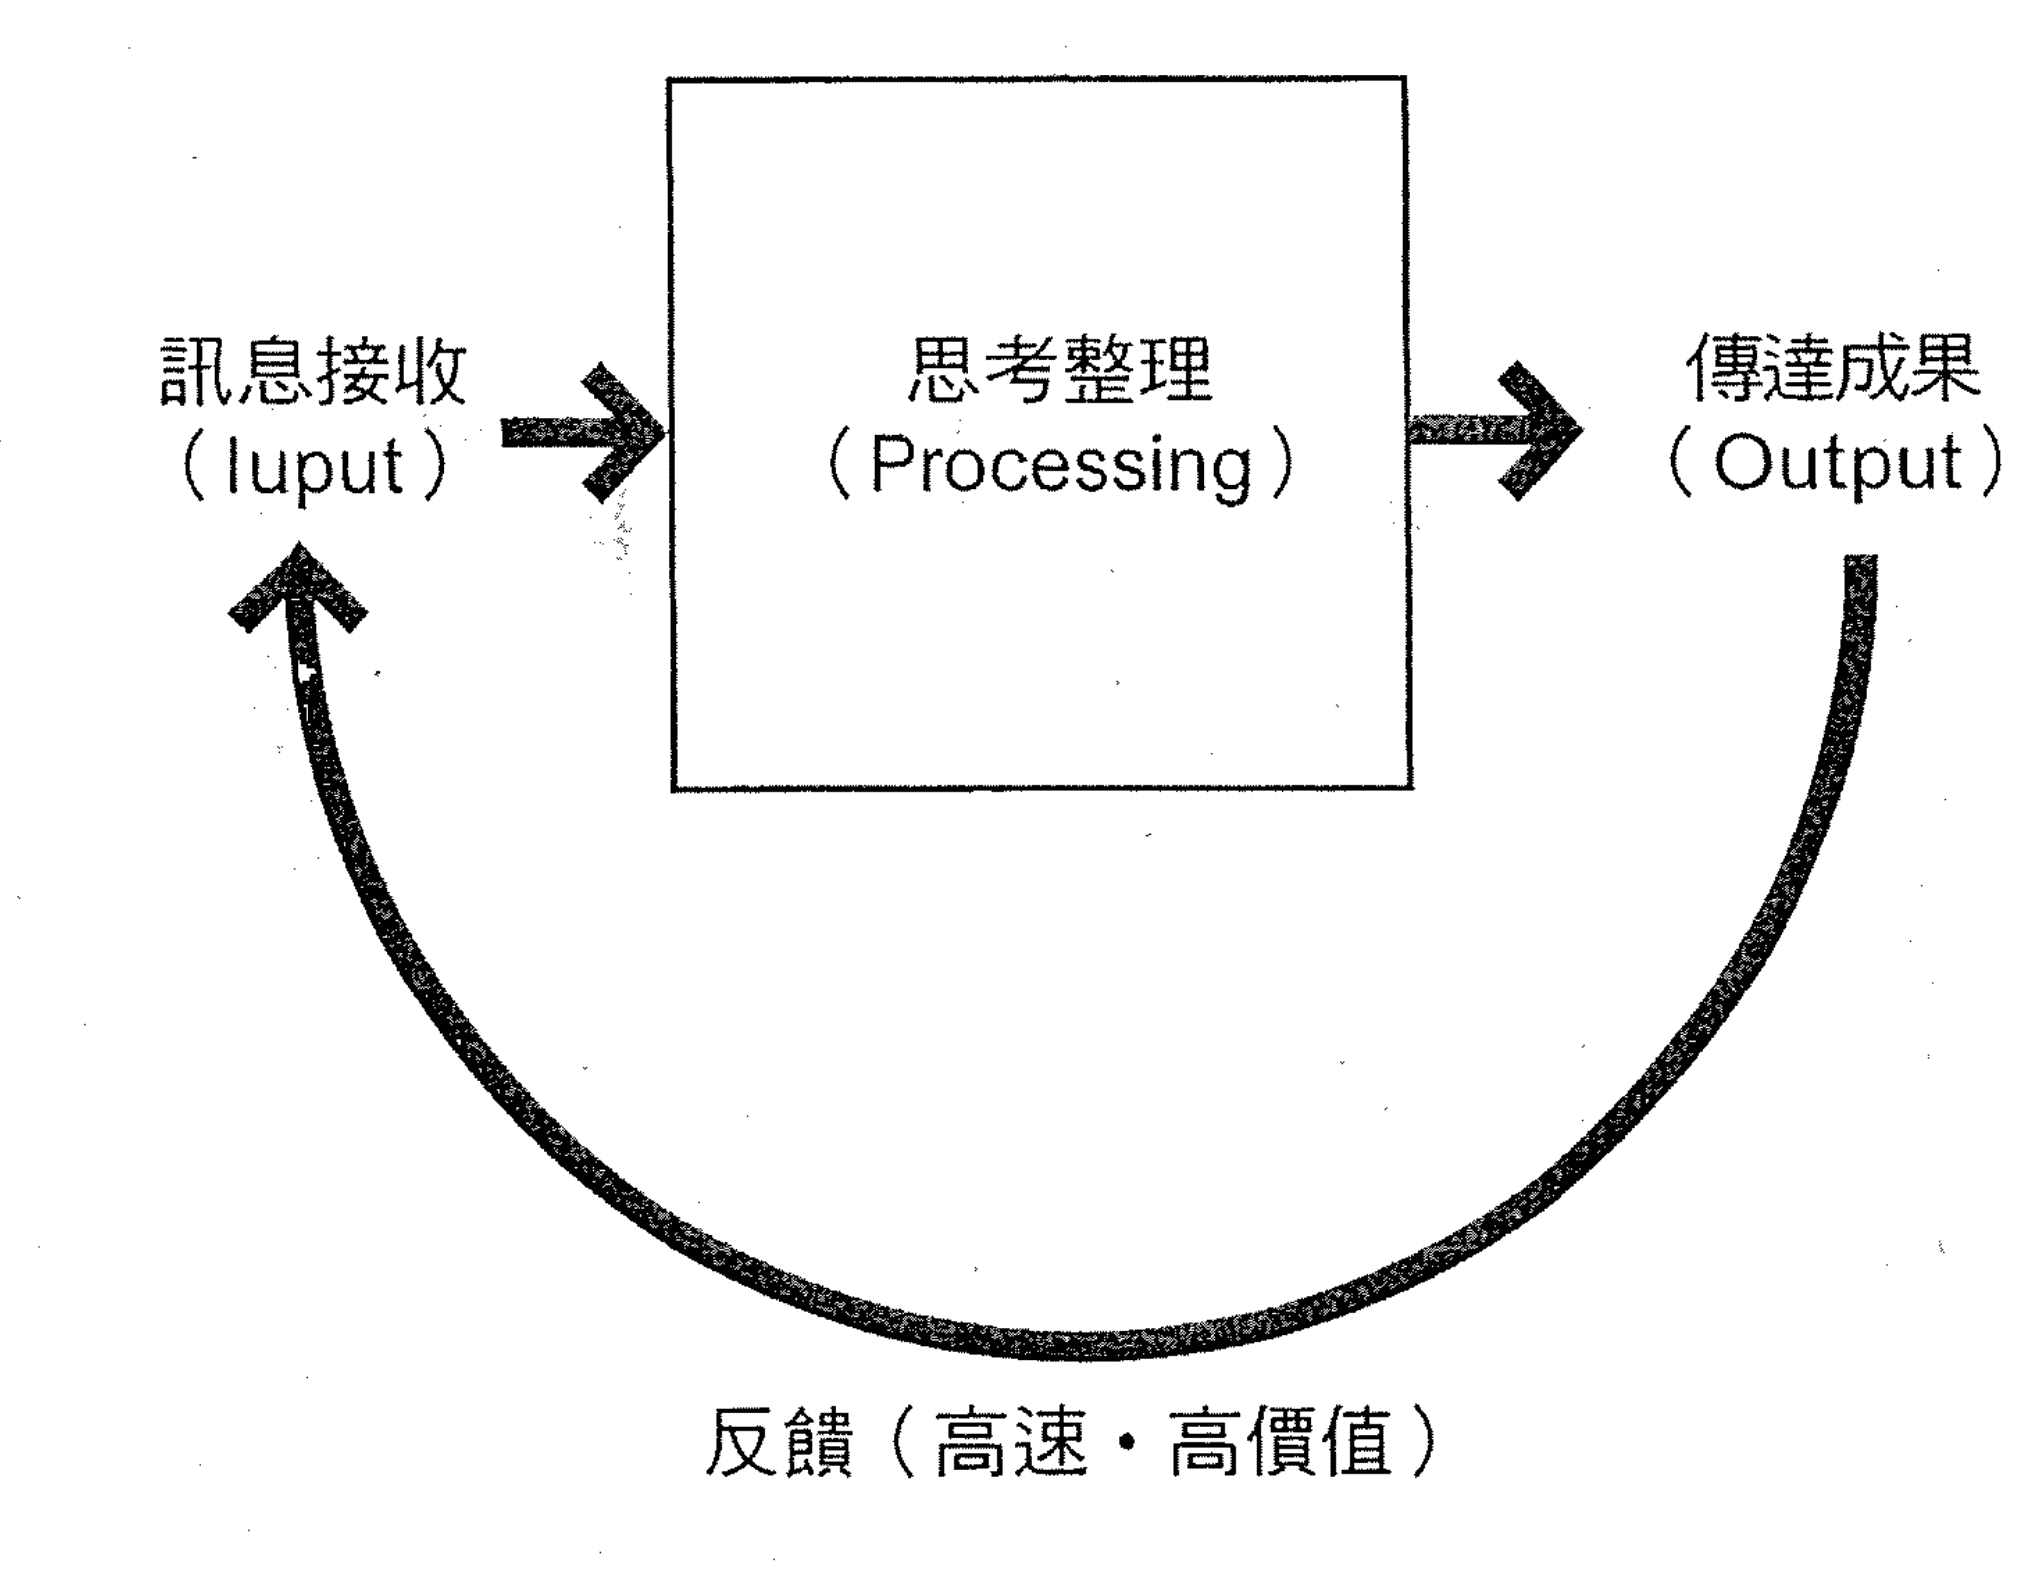 訊息接收
（Iuput）
思考整理
（Processing）
傳達成果
（Output）
反饋（高速・高價值）